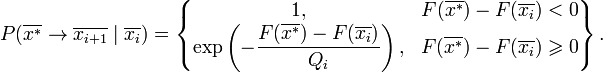 P(\overline{x^*} \rightarrow \overline{x_{i+1}} \mid \overline{x_i}) = \left\{ \begin{matrix} 1, & F(\overline{x^*}) - F(\overline{x_i}) < 0 \\ \exp\left(-\dfrac{F(\overline{x^*}) - F(\overline{x_i})}{Q_i}\right), & F(\overline{x^*}) - F(\overline{x_i}) \geqslant 0 \end{matrix} \right\}.